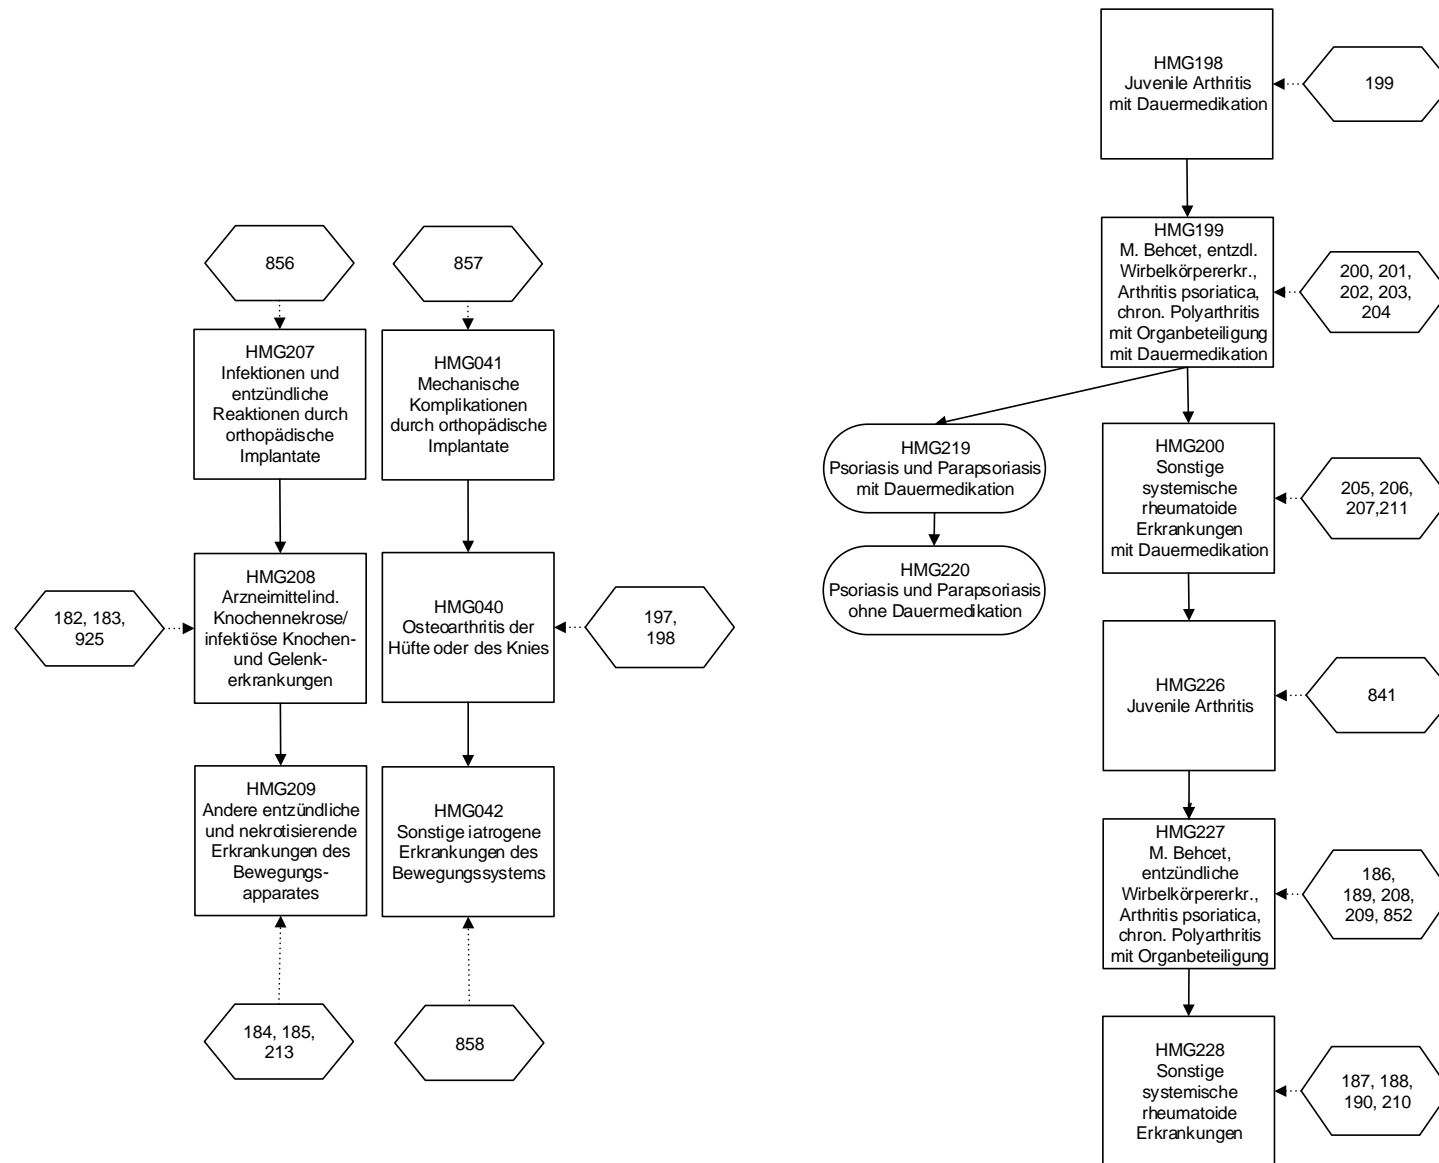 856
HMG207
Infektionen und
entzündliche
Reaktionen durch
orthopädische
Implantate
182, 183,
925
HMG208
Arzneimittelind.
Knochennekrose/
infektiöse Knochen-
und Gelenk-
erkrankungen
HMG209
Andere entzündliche
und nekrotisierende
Erkrankungen des
Bewegungs-
apparates
184, 185,
213
857
HMG041
Mechanische
Komplikationen
durch orthopädische
Implantate
HMG040
Osteoarthritis der
Hüfte oder des Knies
197,
198
HMG042
Sonstige iatrogene
Erkrankungen des
Bewegungssystems
858
HMG198
Juvenile Arthritis
mit Dauermedikation
199
HMG199
M. Behcet, entzdl.
Wirbelkörpererkr.,
Arthritis psoriatica,
chron. Polyarthritis
mit Organbeteiligung
mit Dauermedikation
200, 201,
202, 203,
204
HMG219
Psoriasis und Parapsoriasis
mit Dauermedikation
HMG220
Psoriasis und Parapsoriasis
ohne Dauermedikation
HMG200
Sonstige
systemische
rheumatoide
Erkrankungen
mit Dauermedikation
205, 206,
207,211
HMG226
Juvenile Arthritis
841
HMG227
M. Behcet,
entzündliche
Wirbelkörpererkr.,
Arthritis psoriatica,
chron. Polyarthritis
mit Organbeteiligung
186,
189, 208,
209, 852
HMG228
Sonstige
systemische
rheumatoide
Erkrankungen
187, 188,
190, 210